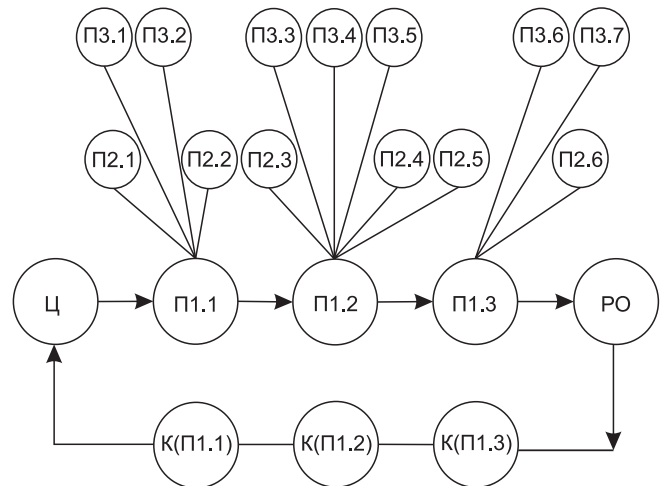 П3.1 П3.2 П3.3 П3.4 П3.5 П3.6 П3.7
П2.1 П2.2 П2.3 П2.4 П2.5 П2.6
Ц П1.1 П1.2 П1.3 РО
К(П1.1) К(П1.2) К(П1.3)